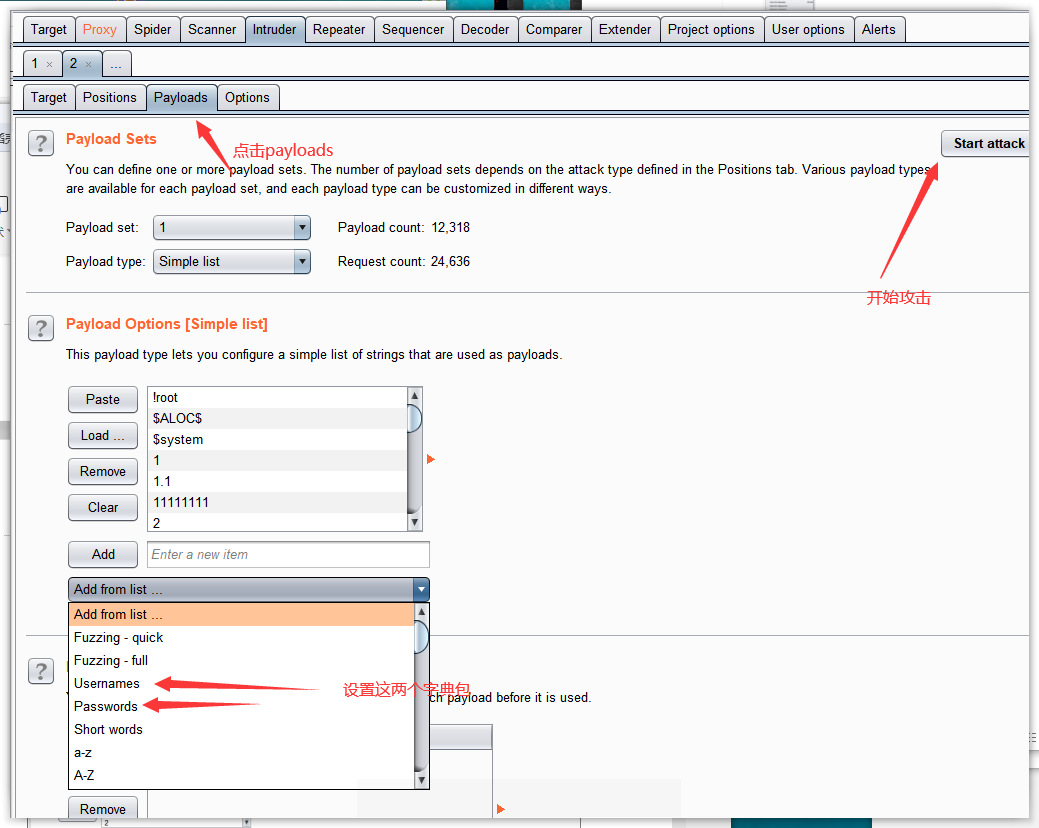 Target Proxy Spider Scanner Intruder Repeater Sequencer Decoder Comparer Extender Project options User options Alerts
1 × 2 × ...
Target Positions Payloads Options
? Payload Sets
Start attack
点击payloads
You can define one or more payload sets. The number of payload sets depends on the attack type defined in the Positions tab. Various payload types
are available for each payload set, and each payload type can be customized in different ways.
Payload set: 1 Payload count: 12,318
Payload type: Simple list Request count: 24,636
开始攻击
? Payload Options [Simple list]
This payload type lets you configure a simple list of strings that are used as payloads.
Paste
Load ...
Remove
Clear
!root
$ALOC$
$system
1
1.1
11111111
2
Add Enter a new item
Add from list ...
Add from list ...
Fuzzing - quick
Fuzzing - full
Usernames
Passwords
Short words
a-z
A-Z
?
设置这两个字典包
ch payload before it is used.
Remove
2